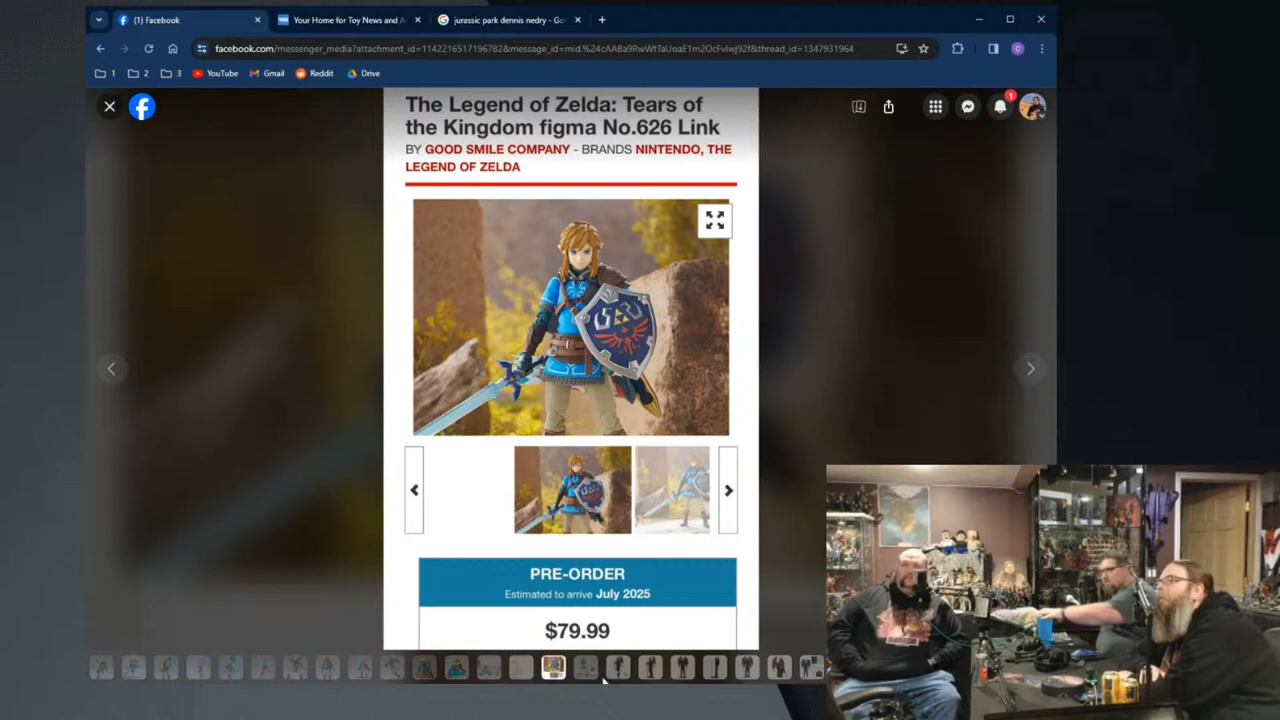 (1) Facebook
Your Home for Toy News and A
jurassic park dennis nedry - Go
facebook.com/messenger_media?attachment_id=1142216517196782&message_id=mid.%24cAABa9RwWtTaUoaE1m2OcFvIwj92f&thread_id=1347931964
1
2
3
YouTube
Gmail
Reddit
Drive
The Legend of Zelda: Tears of
the Kingdom figma No.626 Link
BY GOOD SMILE COMPANY - BRANDS NINTENDO, THE
LEGEND OF ZELDA
1
PRE-ORDER
Estimated to arrive July 2025
$79.99